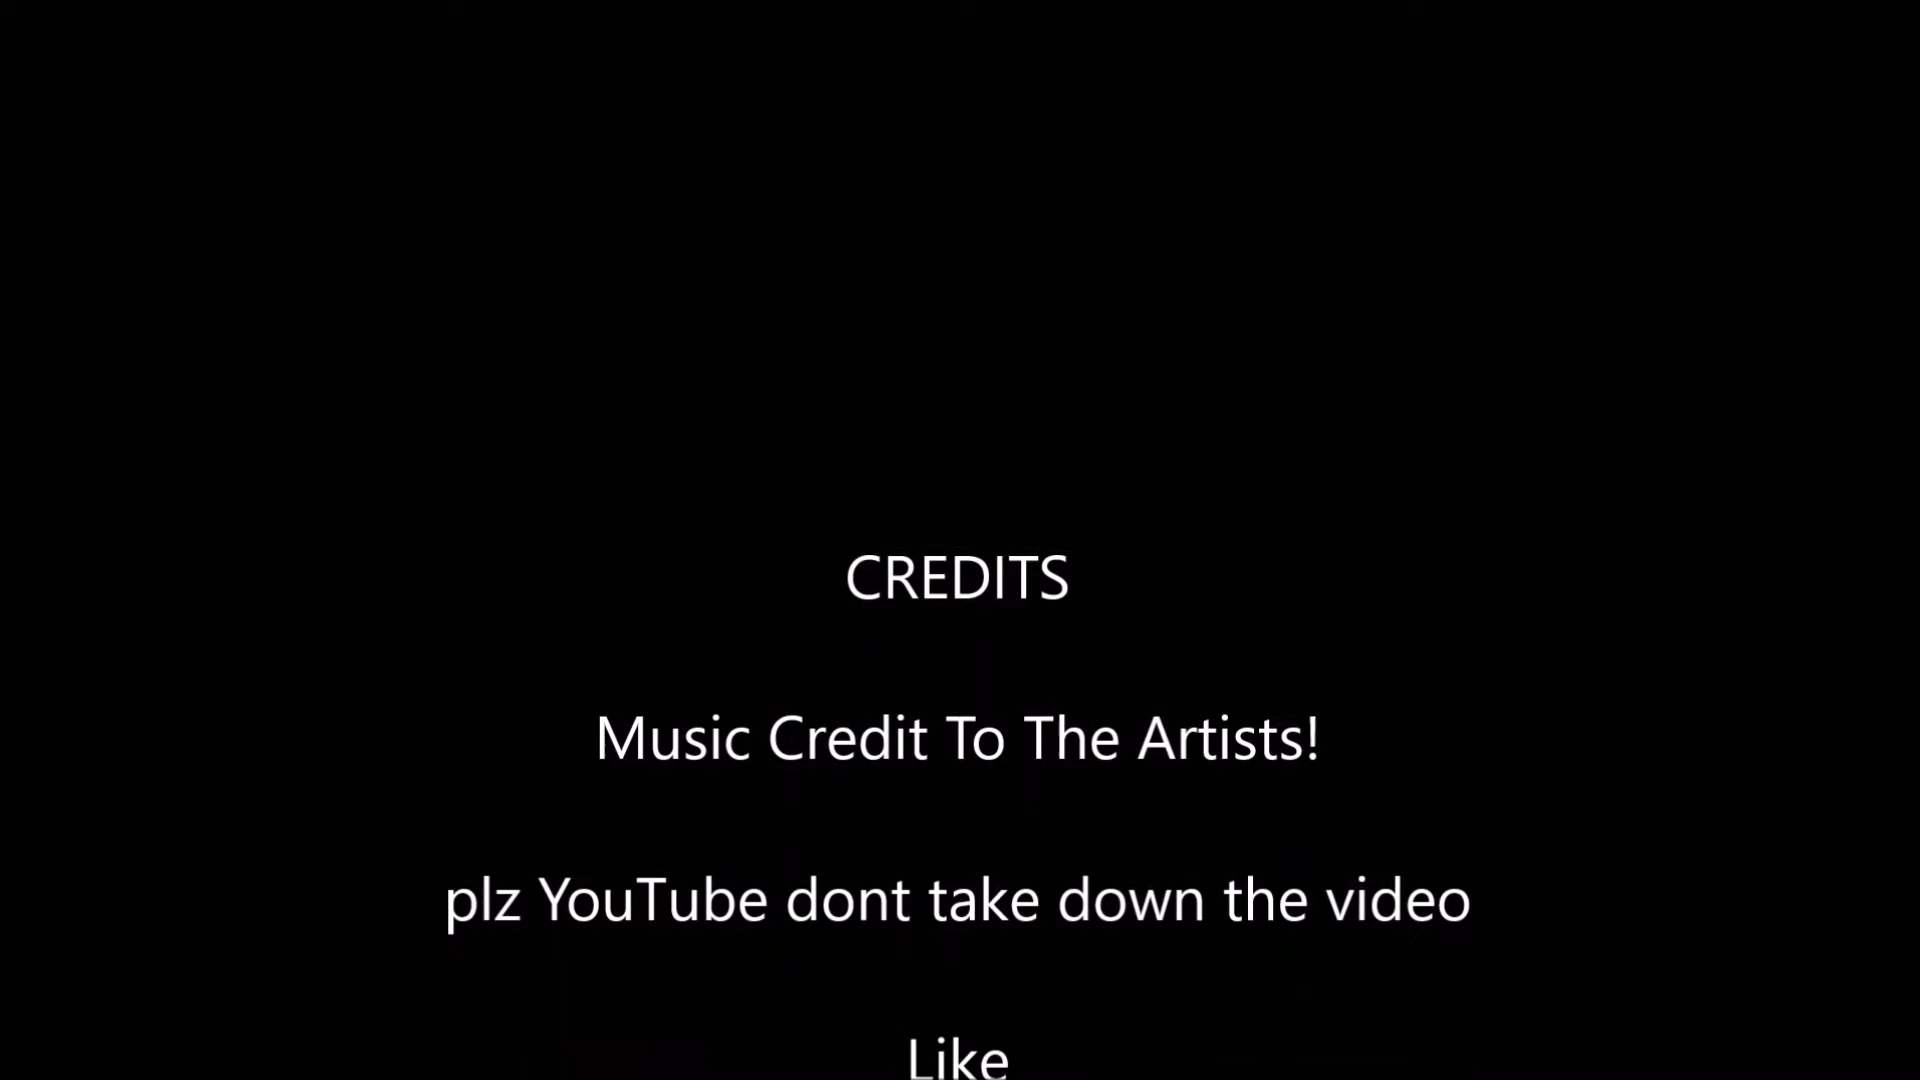 CREDITS
Music Credit To The Artists!
plz YouTube dont take down the video
Like